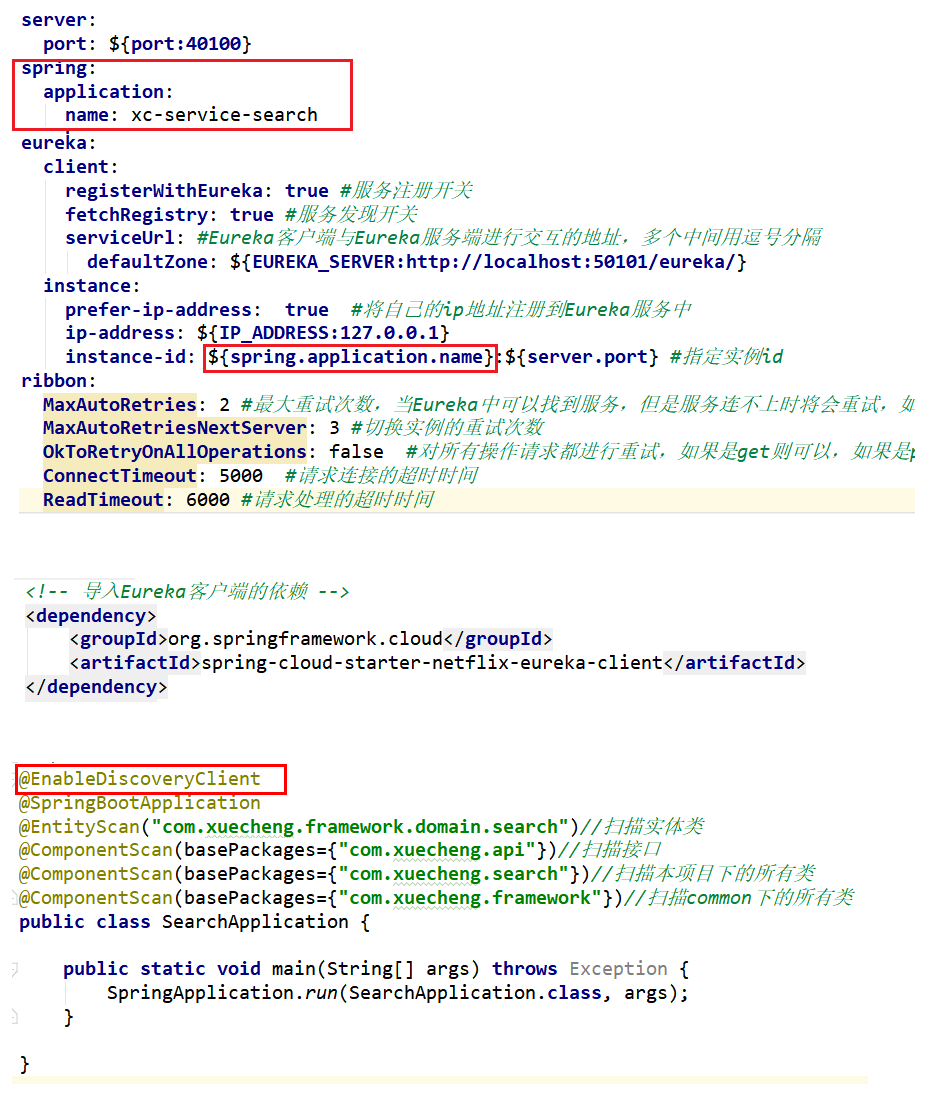 server:
  port: ${port:40100}
spring:
  application:
    name: xc-service-search
eureka:
  client:
    registerWithEureka: true #服务注册开关
    fetchRegistry: true #服务发现开关
    serviceUrl: #Eureka客户端与Eureka服务端进行交互的地址，多个中间用逗号分隔
      defaultZone: ${EUREKA_SERVER:http://localhost:50101/eureka/}
  instance:
    prefer-ip-address:  true  #将自己的ip地址注册到Eureka服务中
    ip-address: ${IP_ADDRESS:127.0.0.1}
    instance-id: ${spring.application.name}:${server.port} #指定实例id
ribbon:
  MaxAutoRetries: 2 #最大重试次数，当Eureka中可以找到服务，但是服务连不上时将会重试，如
  MaxAutoRetriesNextServer: 3 #切换实例的重试次数
  OkToRetryOnAllOperations: false  #对所有操作请求都进行重试，如果是get则可以，如果是p
  ConnectTimeout: 5000  #请求连接的超时时间
  ReadTimeout: 6000 #请求处理的超时时间
<!-- 导入Eureka客户端的依赖 -->
<dependency>
    <groupId>org.springframework.cloud</groupId>
    <artifactId>spring-cloud-starter-netflix-eureka-client</artifactId>
</dependency>
@EnableDiscoveryClient
@SpringBootApplication
@EntityScan("com.xuecheng.framework.domain.search")//扫描实体类
@ComponentScan(basePackages={"com.xuecheng.api"})//扫描接口
@ComponentScan(basePackages={"com.xuecheng.search"})//扫描本项目下的所有类
@ComponentScan(basePackages={"com.xuecheng.framework"})//扫描common下的所有类
public class SearchApplication {
    public static void main(String[] args) throws Exception {
        SpringApplication.run(SearchApplication.class, args);
    }
}